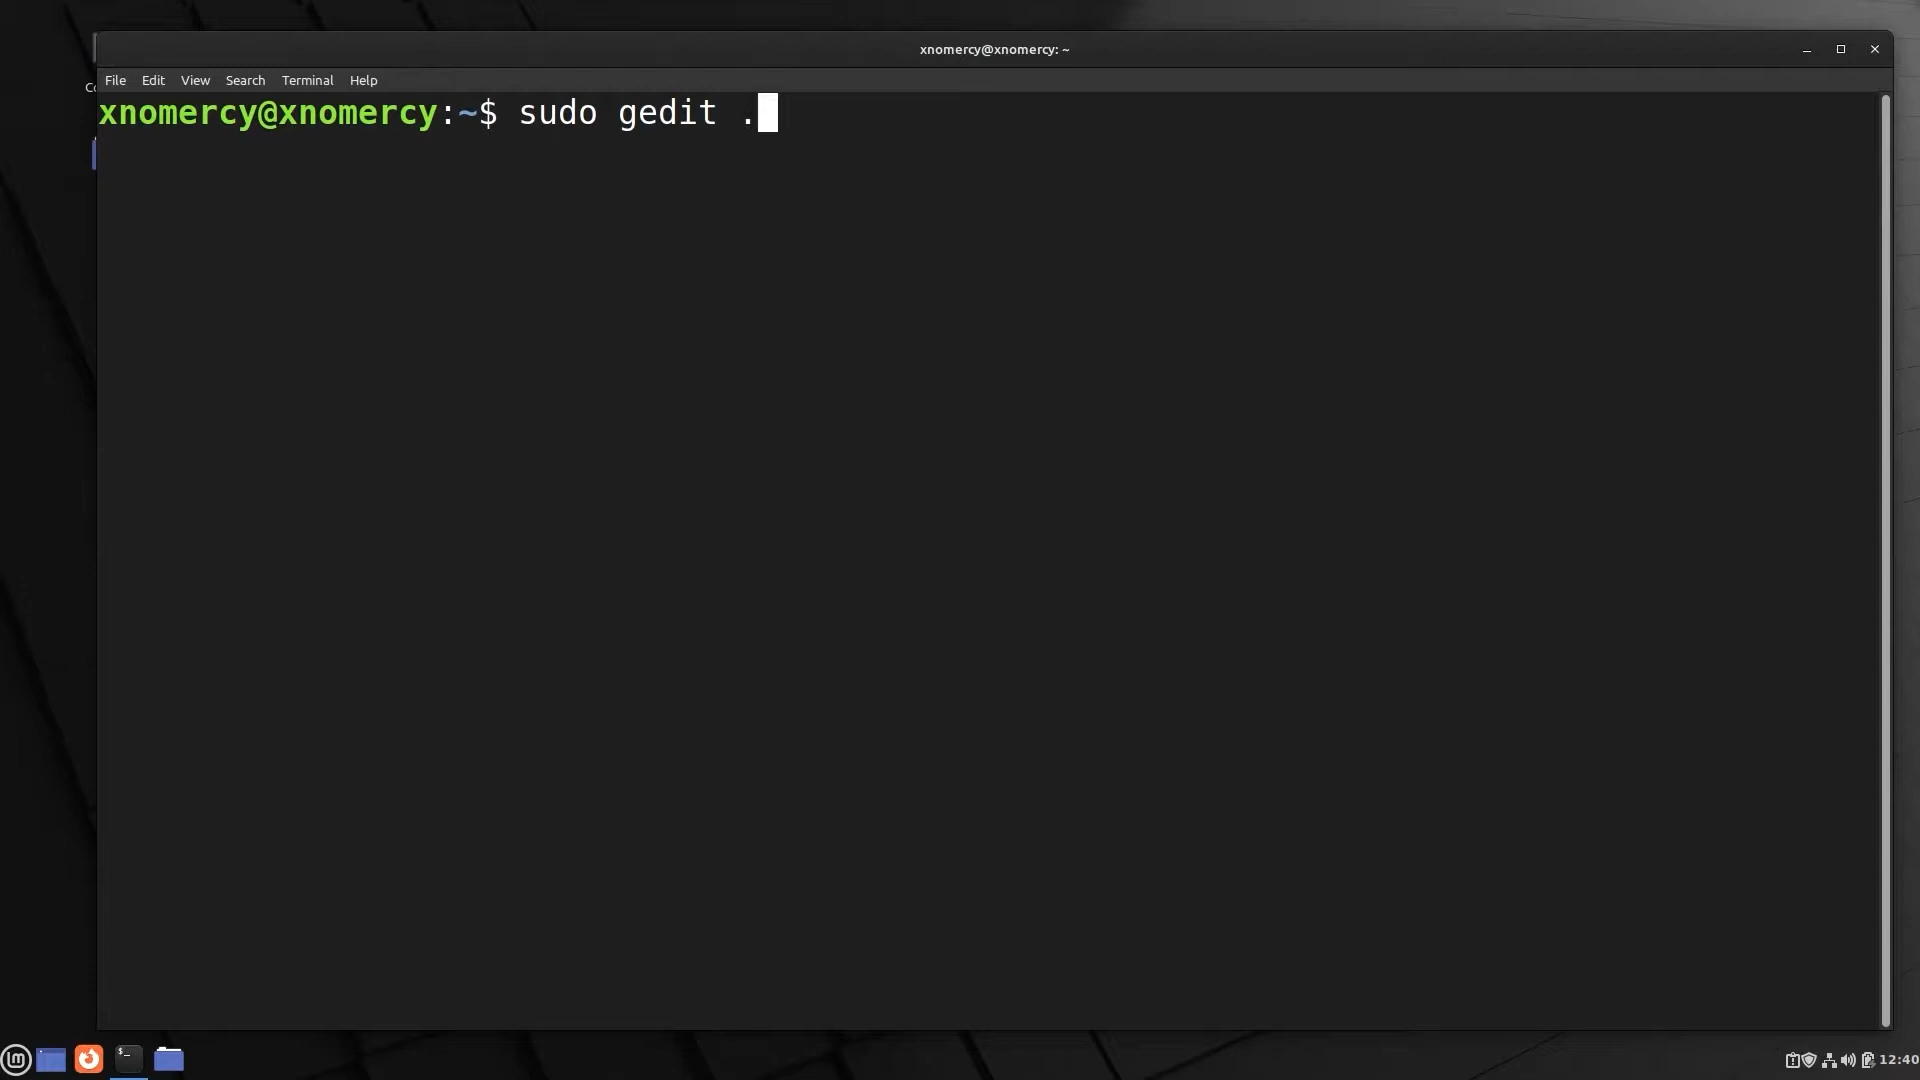 xnomercy@xnomercy: ~
File Edit View Search Terminal Help
xnomercy@xnomercy:~$ sudo gedit .
12:40